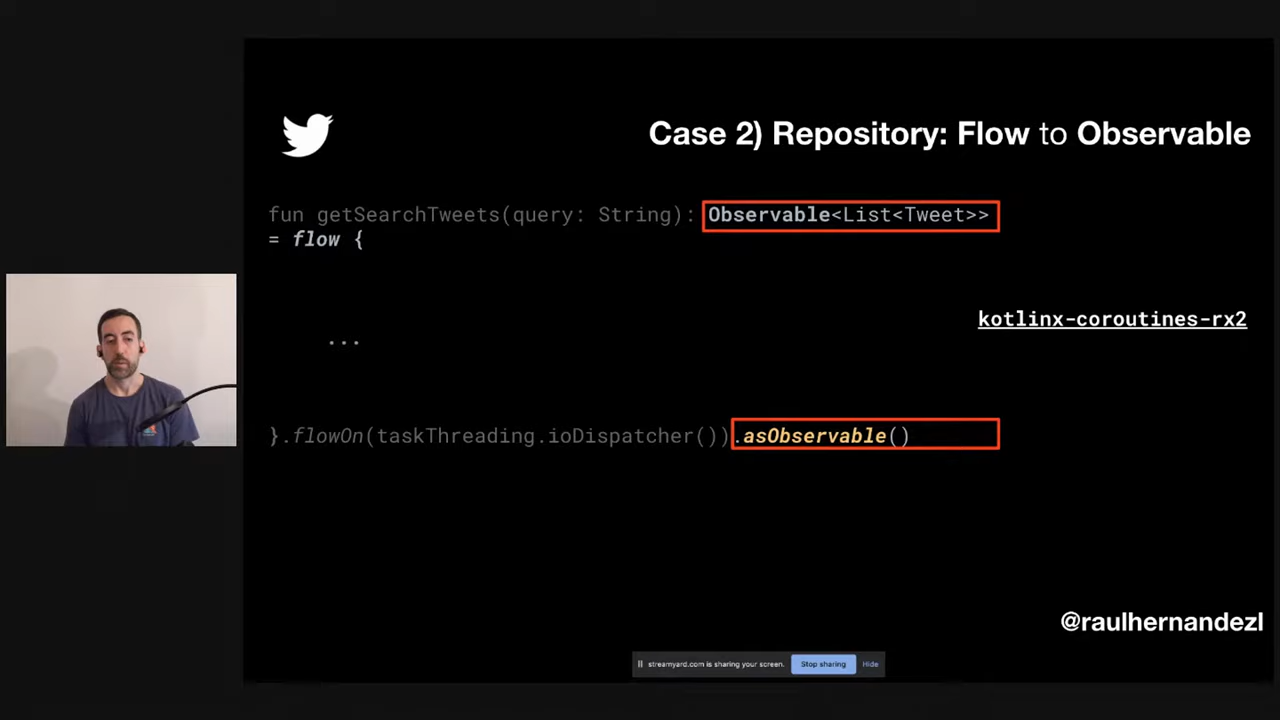 Case 2) Repository: Flow to Observable
fun getSearchTweets(query: String): Observable<List<Tweet>>
= flow {
kotlinx-coroutines-rx2
...
}.flowOn(taskThreading.ioDispatcher()).asObservable()
@raulhernandezl
streamyard.com is sharing your screen. Stop sharing Hide